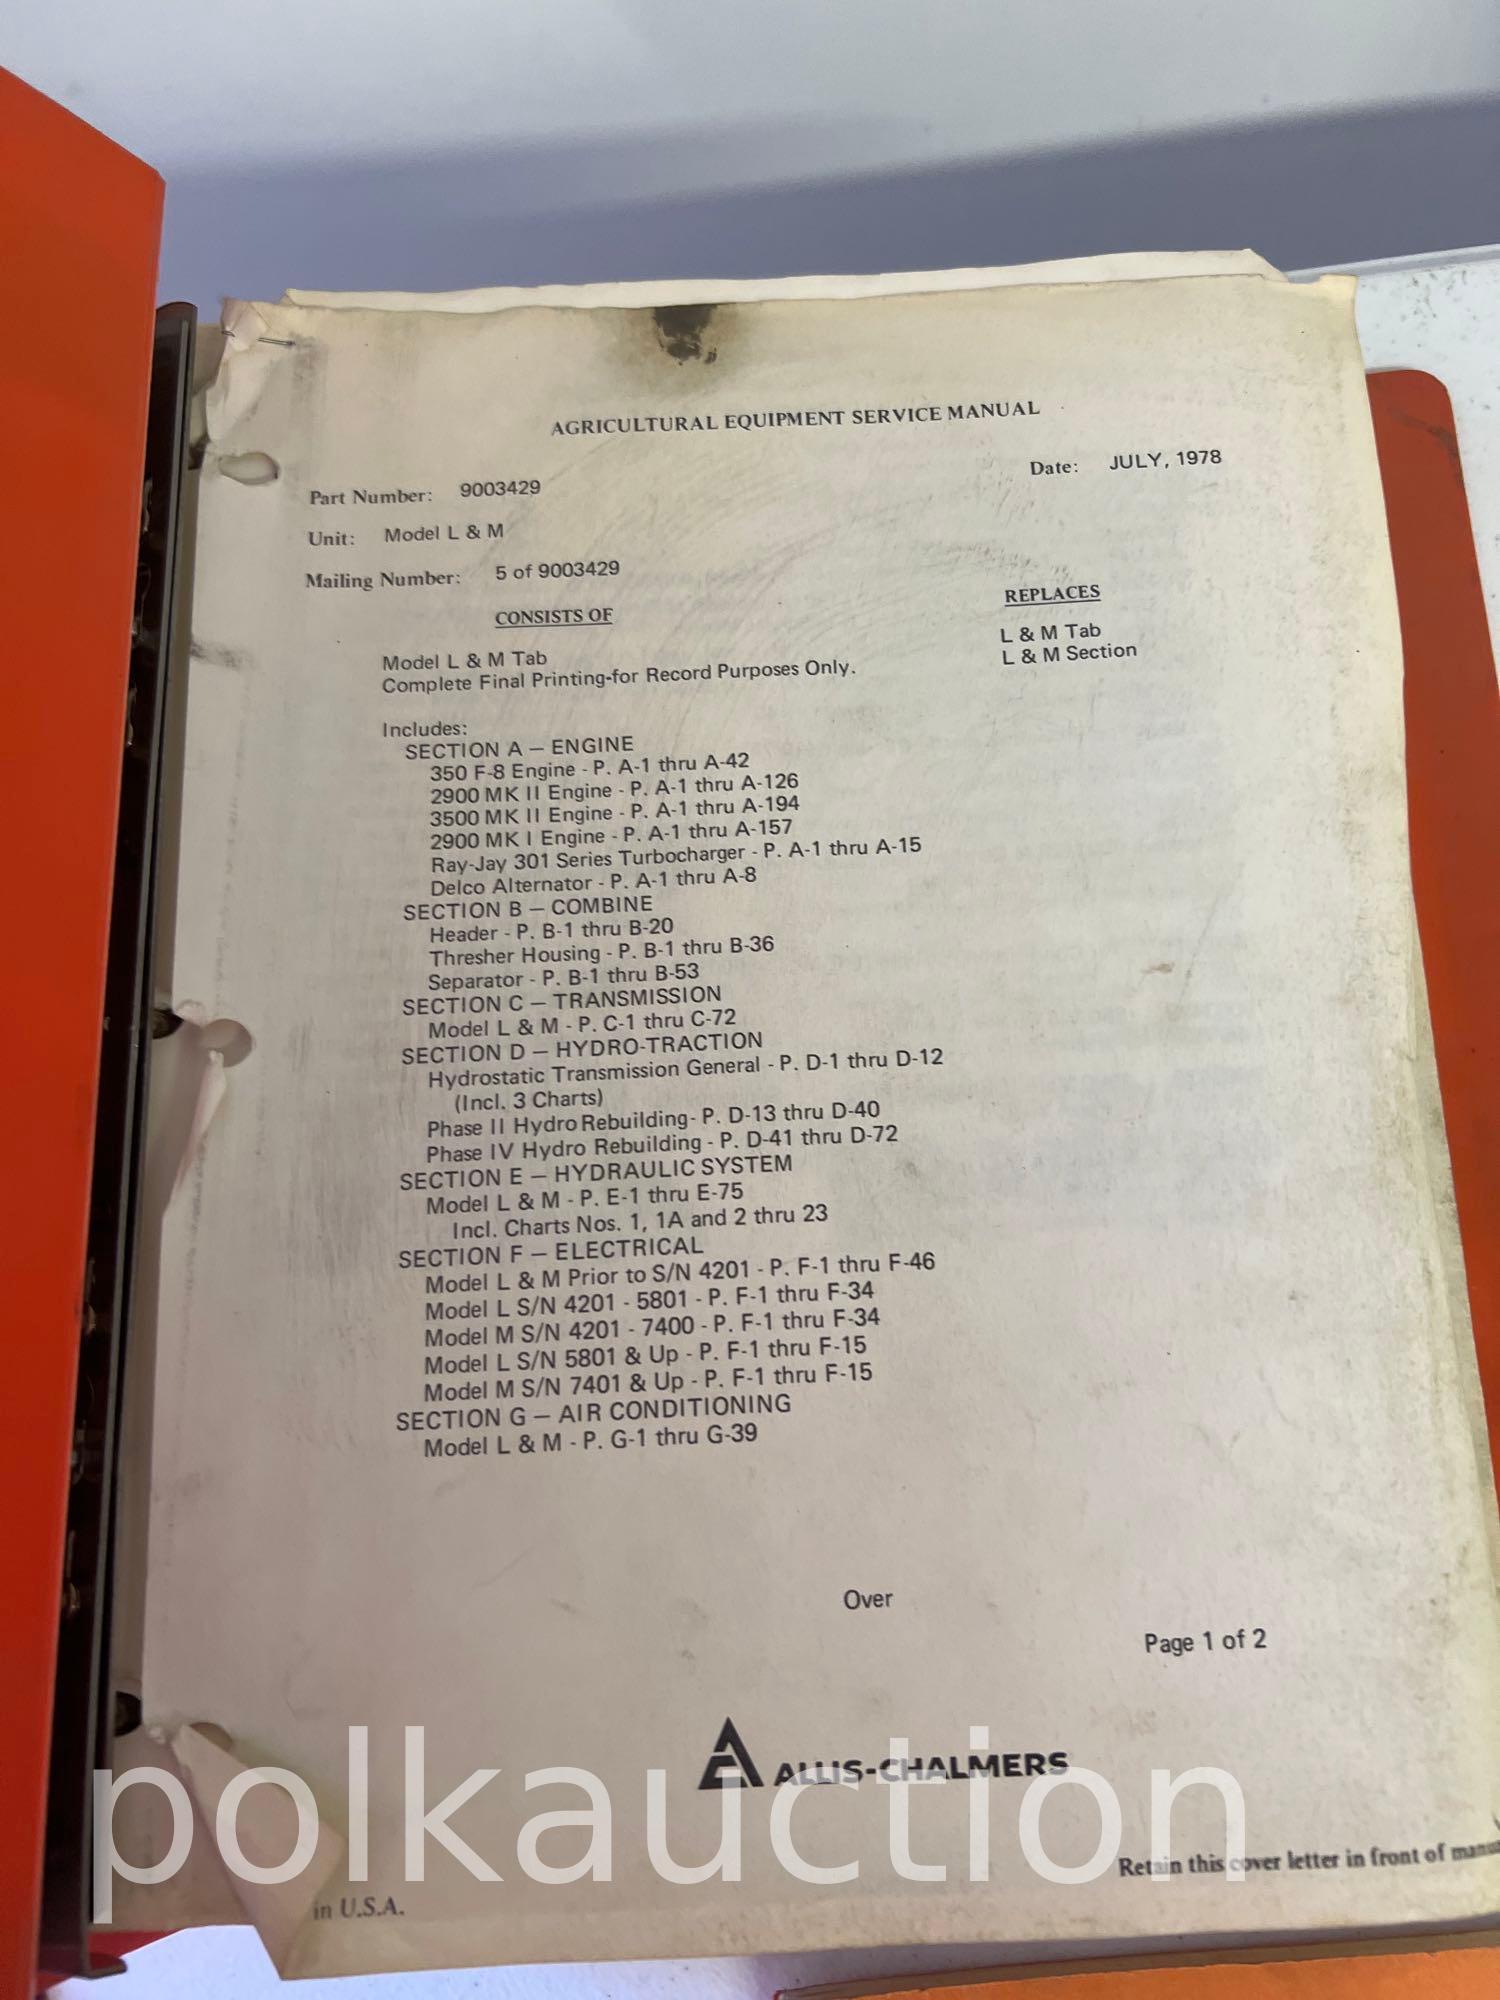 AGRICULTURAL EQUIPMENT SERVICE MANUAL
Date: JULY, 1978
Part Number: 9003429
Unit: Model L & M
Mailing Number: 5 of 9003429
CONSISTS OF
REPLACES
Model L & M Tab
Complete Final Printing-for Record Purposes Only.
L & M Tab
L & M Section
Includes:
SECTION A – ENGINE
350 F-8 Engine - P. A-1 thru A-42
2900 MK II Engine - P. A-1 thru A-126
3500 MK II Engine - P. A-1 thru A-194
2900 MK I Engine - P. A-1 thru A-157
Ray-Jay 301 Series Turbocharger - P. A-1 thru A-15
Delco Alternator - P. A-1 thru A-8
SECTION B – COMBINE
Header - P. B-1 thru B-20
Thresher Housing - P. B-1 thru B-36
Separator - P. B-1 thru B-53
SECTION C – TRANSMISSION
Model L & M - P. C-1 thru C-72
SECTION D – HYDRO-TRACTION
Hydrostatic Transmission General - P. D-1 thru D-12
(Incl. 3 Charts)
Phase II Hydro Rebuilding- P. D-13 thru D-40
Phase IV Hydro Rebuilding - P. D-41 thru D-72
SECTION E – HYDRAULIC SYSTEM
Model L & M - P. E-1 thru E-75
Incl. Charts Nos. 1, 1A and 2 thru 23
SECTION F – ELECTRICAL
Model L & M Prior to S/N 4201 - P. F-1 thru F-46
Model L S/N 4201 - 5801 - P. F-1 thru F-34
Model M S/N 4201 - 7400 - P. F-1 thru F-34
Model L S/N 5801 & Up - P. F-1 thru F-15
Model M S/N 7401 & Up - P. F-1 thru F-15
SECTION G – AIR CONDITIONING
Model L & M - P. G-1 thru G-39
Over
Page 1 of 2
ALLIS-CHALMERS
polkauction
Retain this cover letter in front of
in U.S.A.